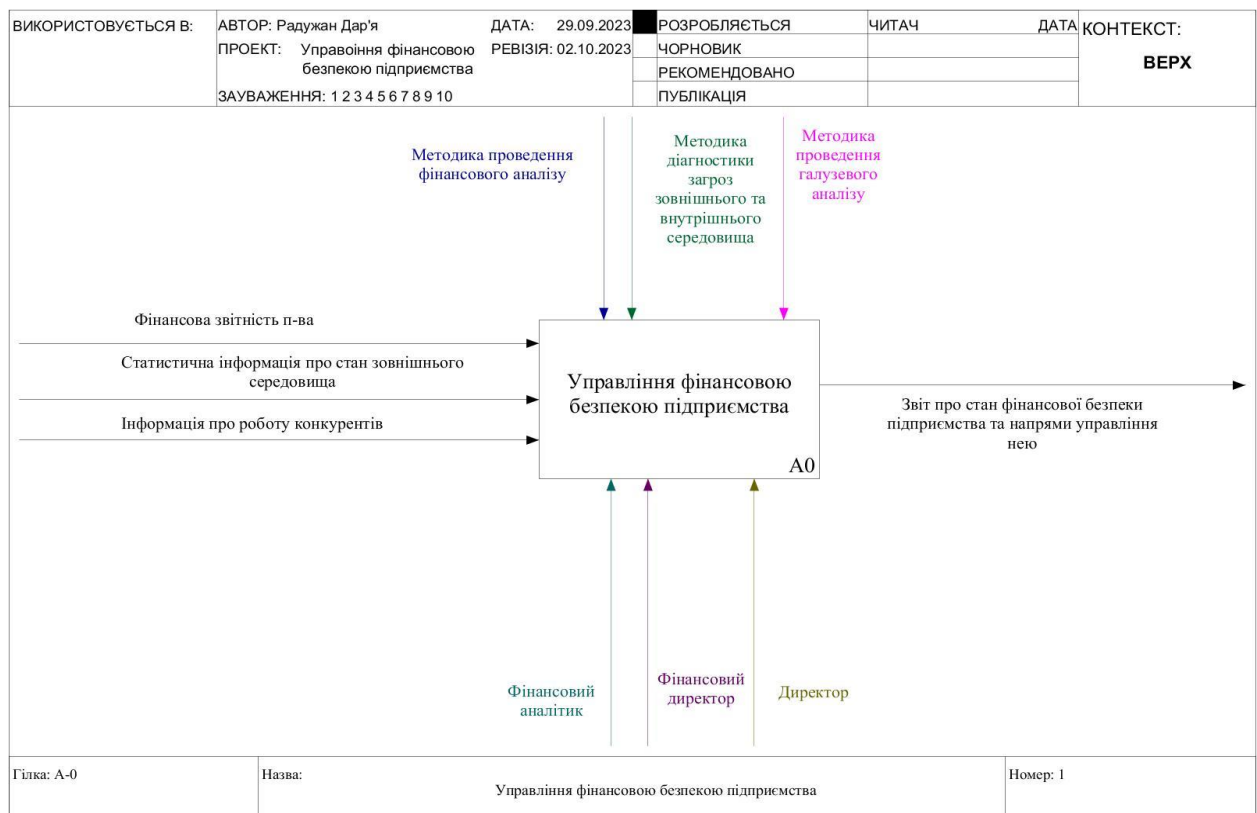 ВИКОРИСТОВУЄТЬСЯ В:
АВТОР: Радужан Дар'я
ДАТА: 29.09.2023
РОЗРОБЛЯЄТЬСЯ
ЧИТАЧ
ДАТА
КОНТЕКСТ:
ПРОЕКТ: Управоіння фінансовою
безпекою підприємства
РЕВІЗІЯ: 02.10.2023
ЧОРНОВИК
РЕКОМЕНДОВАНО
ВЕРХ
ЗАУВАЖЕННЯ: 1 2 3 4 5 6 7 8 9 10
ПУБЛІКАЦІЯ
Методика проведення
фінансового аналізу
Методика
діагностики
загроз
зовнішнього та
внутрішнього
середовища
Методика
проведення
галузевого
аналізу
Фінансова звітність п-ва
Статистична інформація про стан зовнішнього
середовища
Інформація про роботу конкурентів
Управління фінансовою
безпекою підприємства
A0
Звіт про стан фінансової безпеки
підприємства та напрями управління
нею
Фінансовий
аналітик
Фінансовий
директор
Директор
Гілка: A-0
Назва:
Управління фінансовою безпекою підприємства
Номер: 1